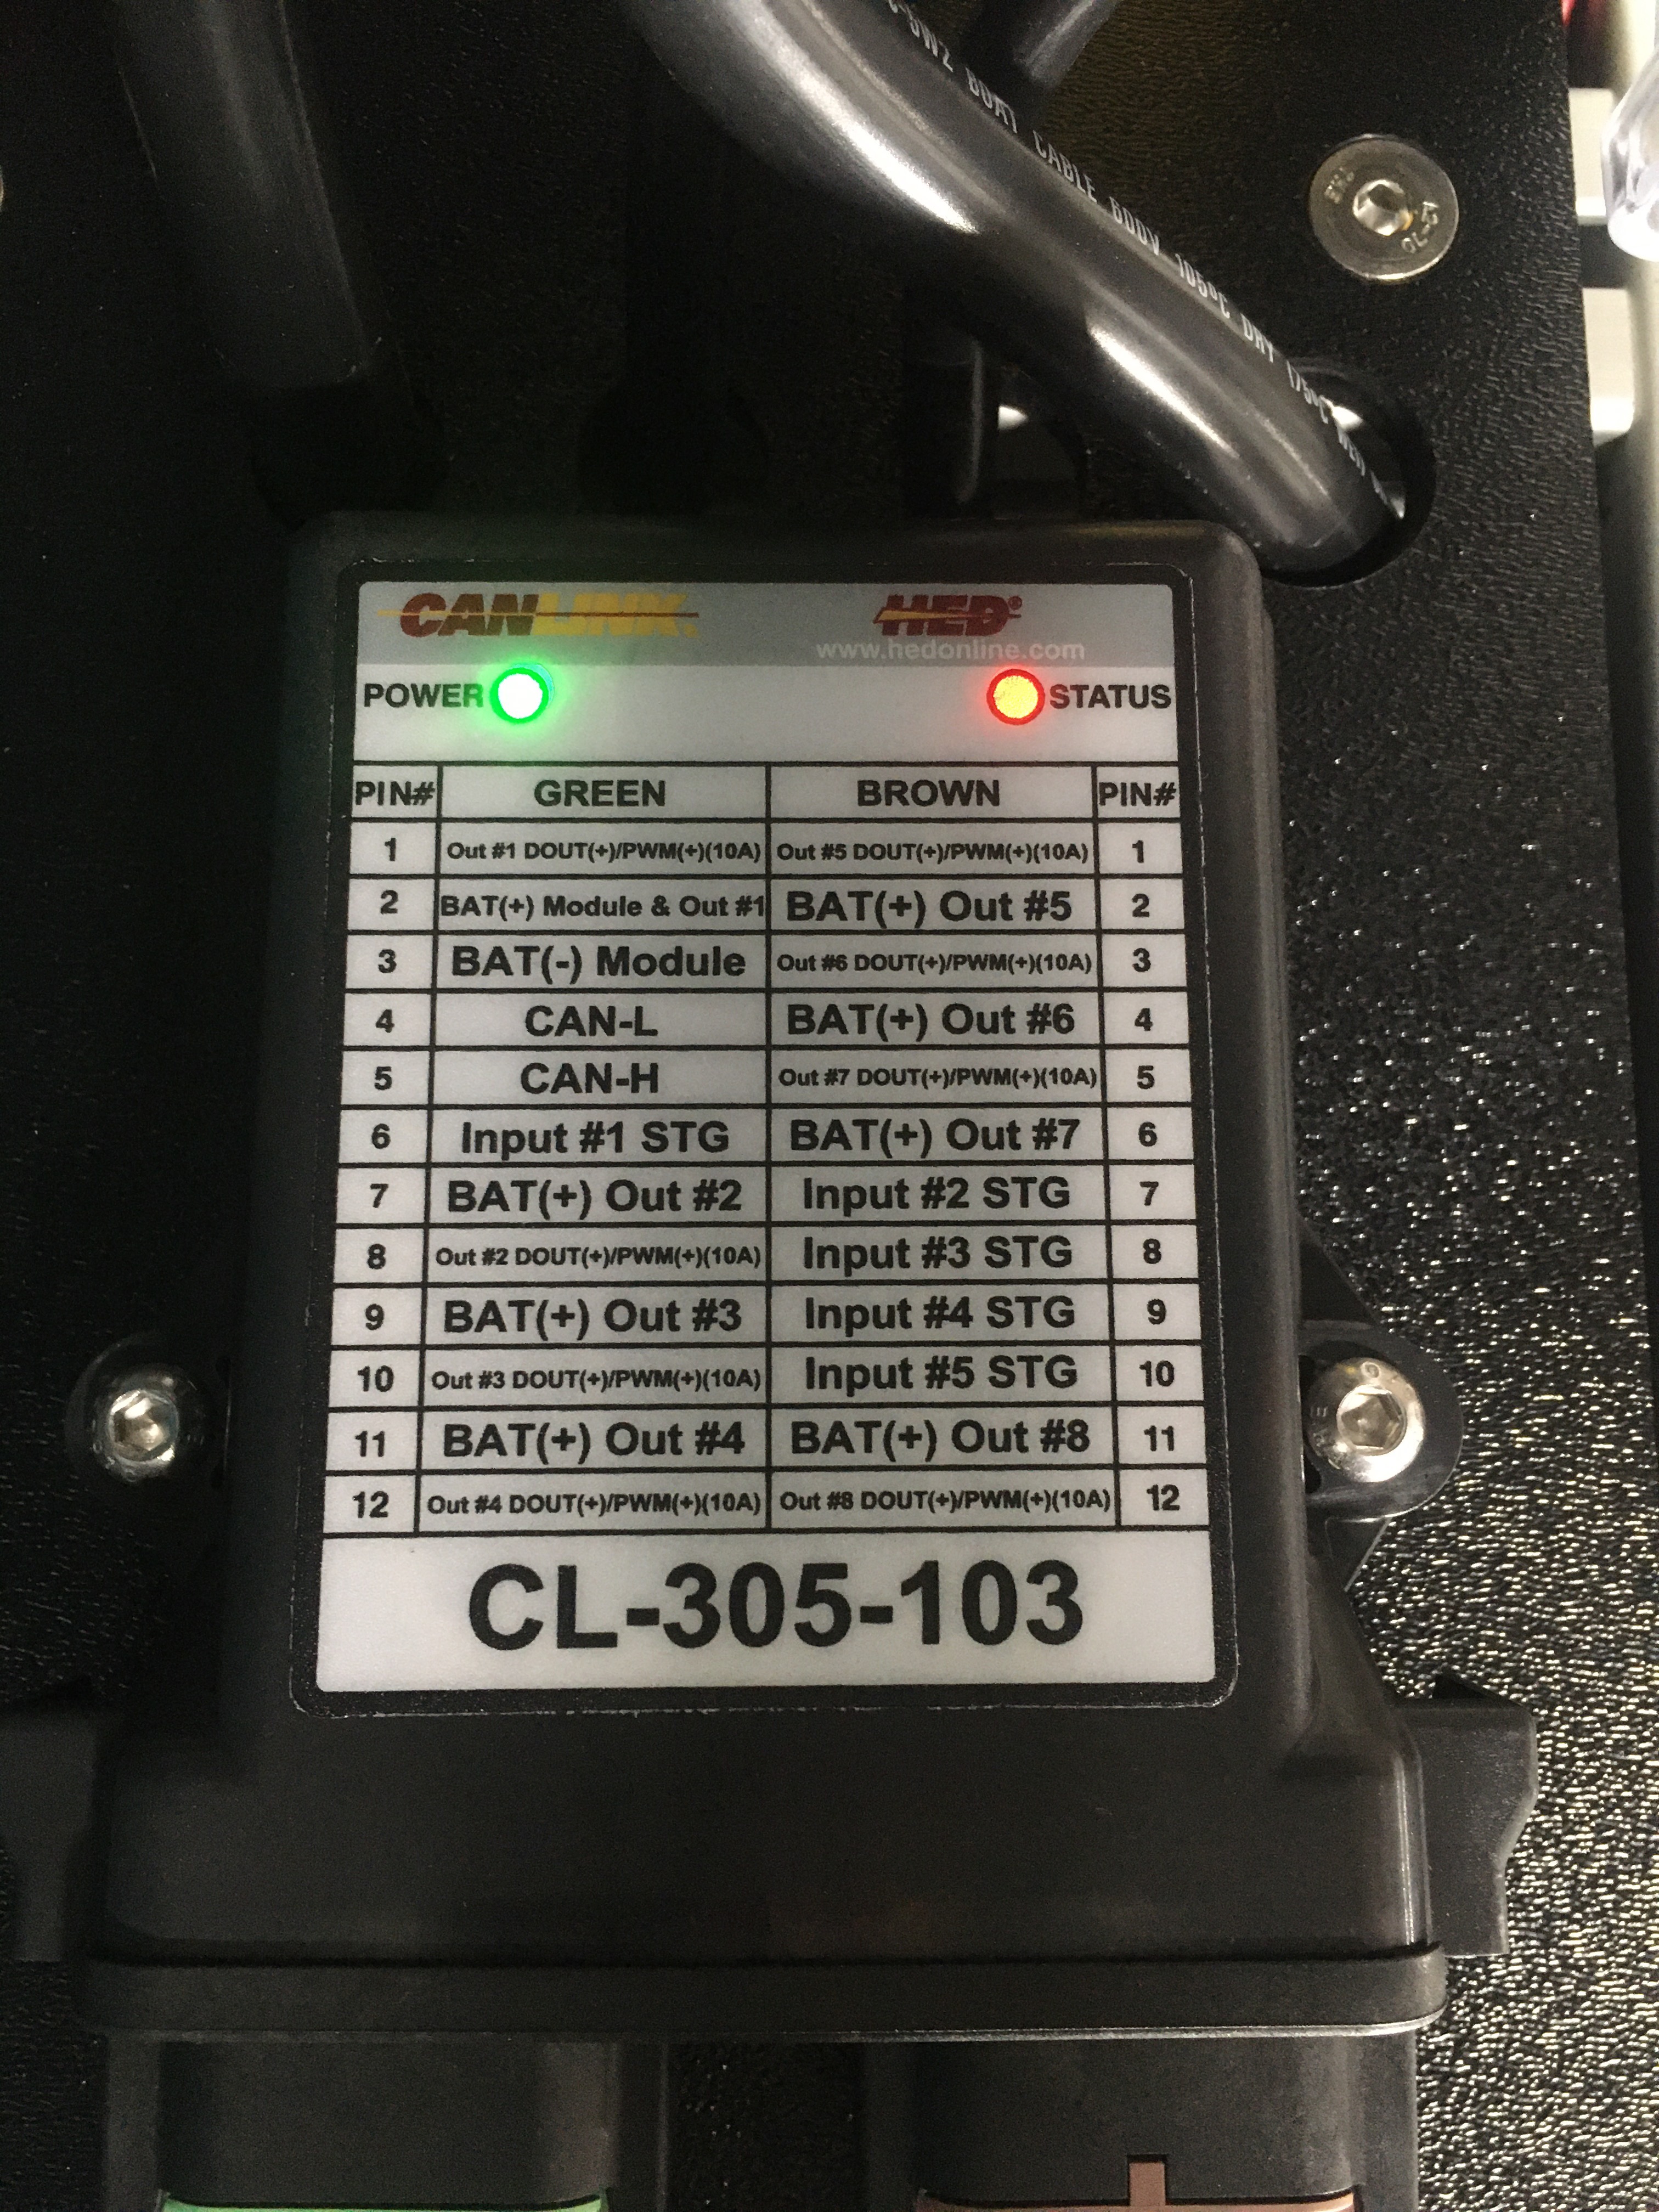 BOAT CABLE 600V 105°C DRY
CANLINK.
HED®
www.hedonline.com
POWER STATUS
PIN# GREEN BROWN PIN#
1 Out #1 DOUT(+)/PWM(+)(10A) Out #5 DOUT(+)/PWM(+)(10A) 1
2 BAT(+) Module & Out #1 BAT(+) Out #5 2
3 BAT(-) Module Out #6 DOUT(+)/PWM(+)(10A) 3
4 CAN-L BAT(+) Out #6 4
5 CAN-H Out #7 DOUT(+)/PWM(+)(10A) 5
6 Input #1 STG BAT(+) Out #7 6
7 BAT(+) Out #2 Input #2 STG 7
8 Out #2 DOUT(+)/PWM(+)(10A) Input #3 STG 8
9 BAT(+) Out #3 Input #4 STG 9
10 Out #3 DOUT(+)/PWM(+)(10A) Input #5 STG 10
11 BAT(+) Out #4 BAT(+) Out #8 11
12 Out #4 DOUT(+)/PWM(+)(10A) Out #8 DOUT(+)/PWM(+)(10A) 12
CL-305-103